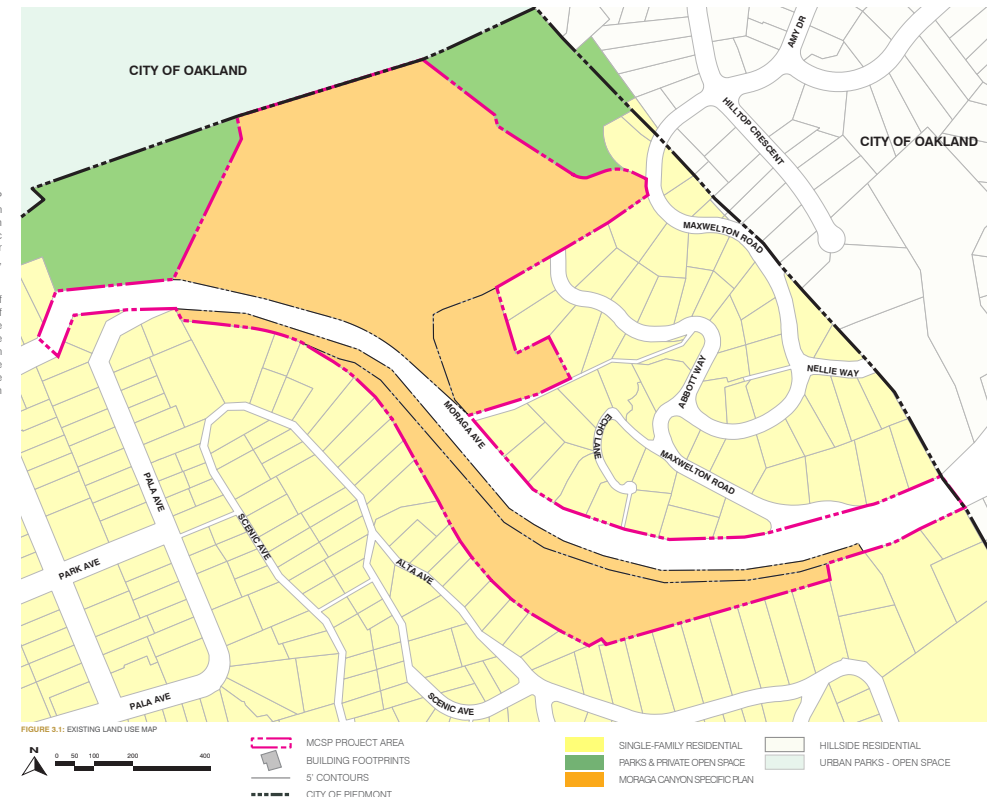 CITY OF OAKLAND
AMY DR
HILLTOP CRESCENT
CITY OF OAKLAND
MAXWELTON ROAD
NELLIE WAY
ABBOTT WAY
MORAGA AVE
ECHO LANE
MAXWELTON ROAD
PALA AVE
SCENIC AVE
PARK AVE
ALTA AVE
PALA AVE
SCENIC AVE
FIGURE 3.1: EXISTING LAND USE MAP
N
0 50 100 200 400
MCSP PROJECT AREA
BUILDING FOOTPRINTS
5' CONTOURS
CITY OF PIEDMONT
SINGLE-FAMILY RESIDENTIAL
PARKS & PRIVATE OPEN SPACE
MORAGA CANYON SPECIFIC PLAN
HILLSIDE RESIDENTIAL
URBAN PARKS - OPEN SPACE